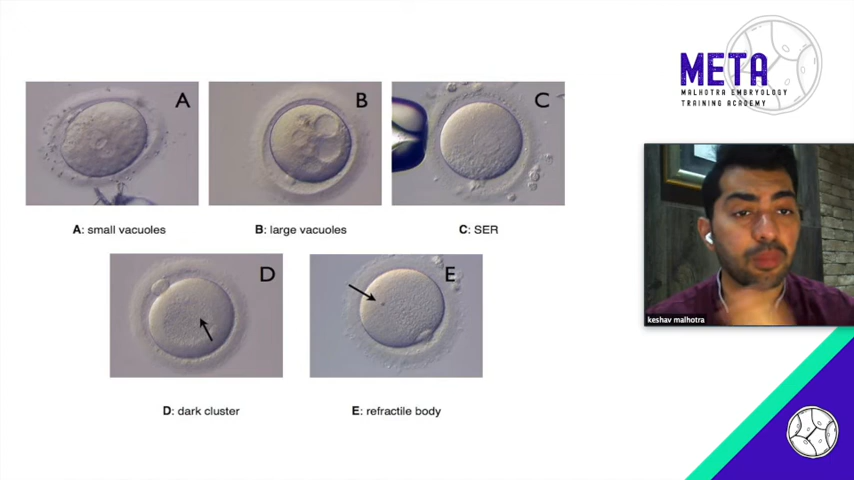 META
MALHOTRA EMBRYOLOGY
TRAINING ACADEMY
A
B
C
A: small vacuoles
B: large vacuoles
C: SER
D
E
keshav malhotra
D: dark cluster
E: refractile body